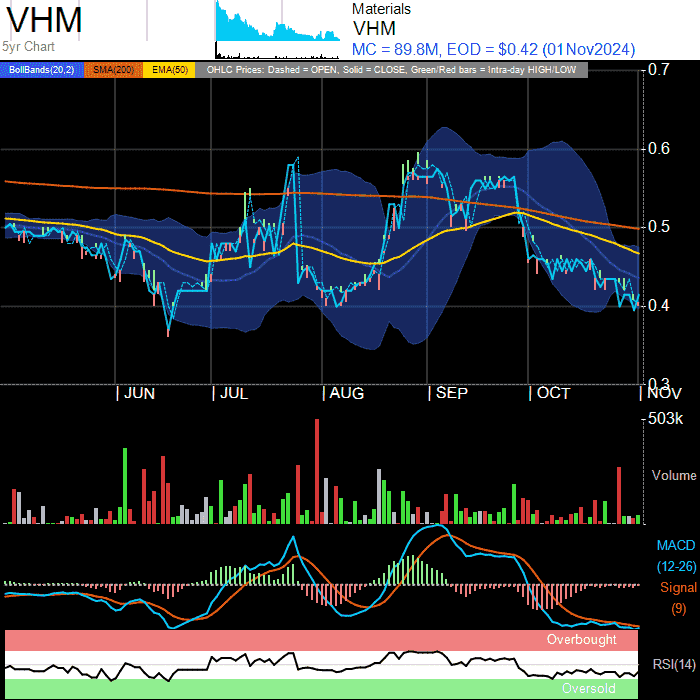 VHM
5yr Chart
Materials
VHM
MC = 89.8M, EOD = $0.42 (01Nov2024)
BollBands(20,2) SMA(200) EMA(50) OHLC Prices: Dashed = OPEN, Solid = CLOSE, Green/Red bars = Intra-day HIGH/LOW
0.7
0.6
0.5
0.4
0.3
JUN JUL AUG SEP OCT NOV
503k
Volume
MACD
(12-26)
Signal
(9)
Overbought
RSI(14)
Oversold